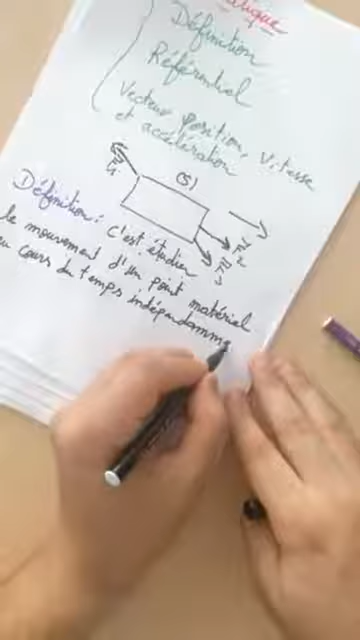 Définition
Référentiel
Vecteur position, vitesse
et accélération
(S)
Définition: c'est étudier
le mouvement d'un point matériel
au cours du temps indépendamme